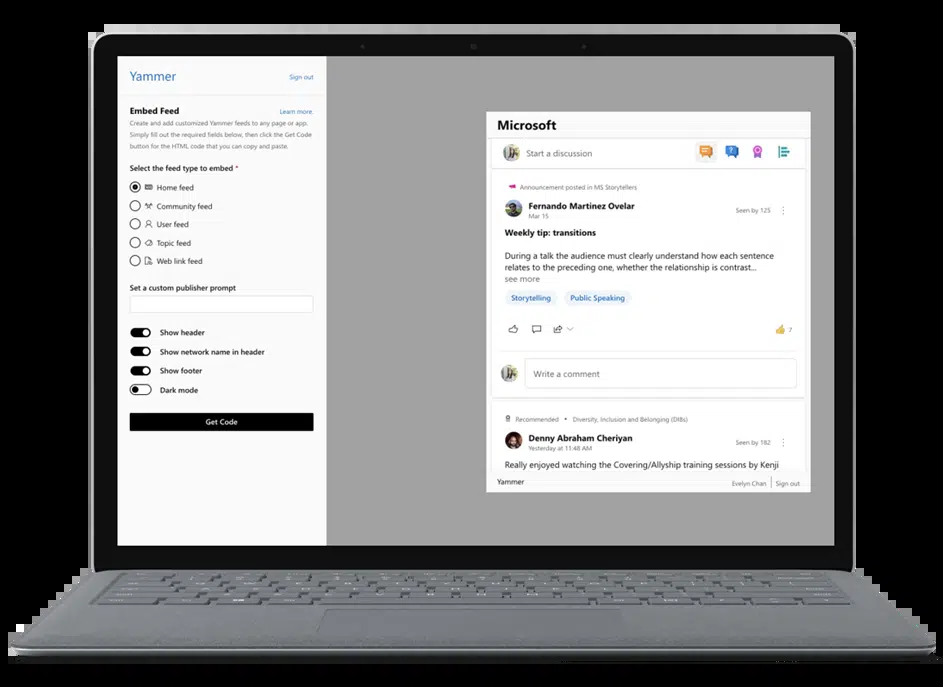 Yammer
Sign out
Embed Feed
Learn more
Create and add customized Yammer feeds to any page or app.
Simply fill out the required fields below, then click the Get Code
button for the HTML code that you can copy and paste.
Select the feed type to embed *
Home feed
Community feed
User feed
Topic feed
Web link feed
Set a custom publisher prompt
Show header
Show network name in header
Show footer
Dark mode
Get Code
Microsoft
Start a discussion
Announcement posted in MS Storytellers
Fernando Martinez Ovelar
Mar 15
Seen by 125
Weekly tip: transitions
During a talk the audience must clearly understand how each sentence
relates to the preceding one, whether the relationship is contrast...
see more
Storytelling
Public Speaking
7
Write a comment
Recommended • Diversity, Inclusion and Belonging (DIBs)
Denny Abraham Cheriyan
Yesterday at 11:48 AM
Seen by 182
Really enjoyed watching the Covering/Allyship training sessions by Kenji
Yammer
Evelyn Chan
Sign out